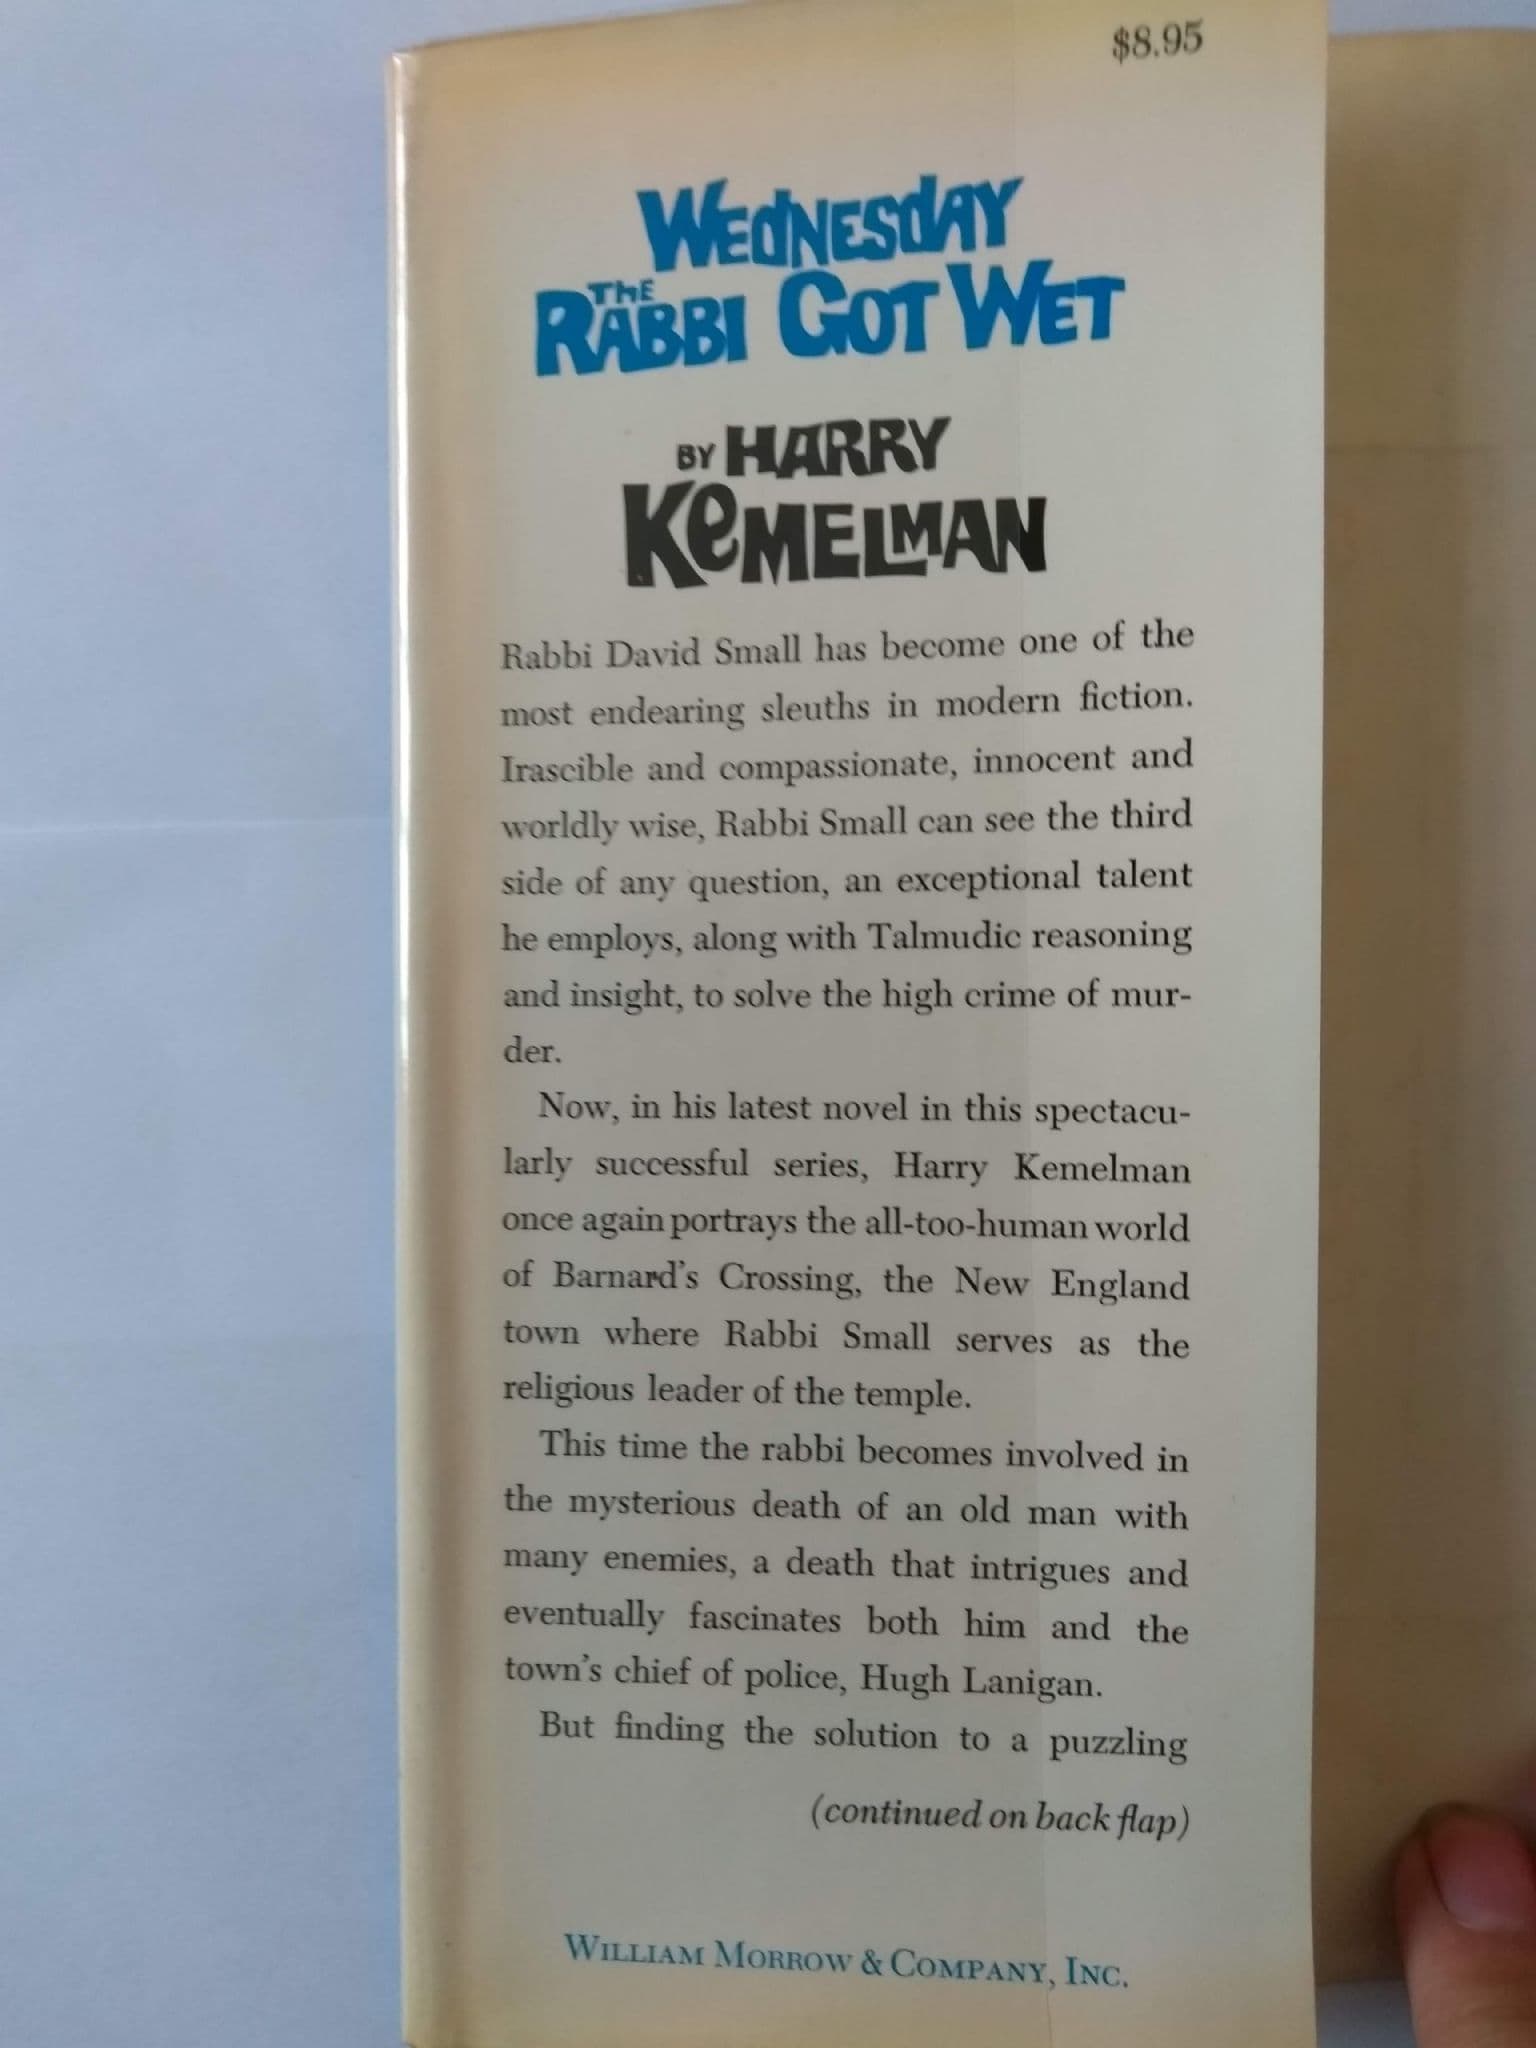 $8.95
WEDNESDAY
THE
RABBI GOT WET
BY HARRY
KEMELMAN
Rabbi David Small has become one of the
most endearing sleuths in modern fiction.
Irascible and compassionate, innocent and
worldly wise, Rabbi Small can see the third
side of any question, an exceptional talent
he employs, along with Talmudic reasoning
and insight, to solve the high crime of mur-
der.
Now, in his latest novel in this spectacu-
larly successful series, Harry Kemelman
once again portrays the all-too-human world
of Barnard's Crossing, the New England
town where Rabbi Small serves as the
religious leader of the temple.
This time the rabbi becomes involved in
the mysterious death of an old man with
many enemies, a death that intrigues and
eventually fascinates both him and the
town's chief of police, Hugh Lanigan.
But finding the solution to a puzzling
(continued on back flap)
WILLIAM MORROW & COMPANY, INC.